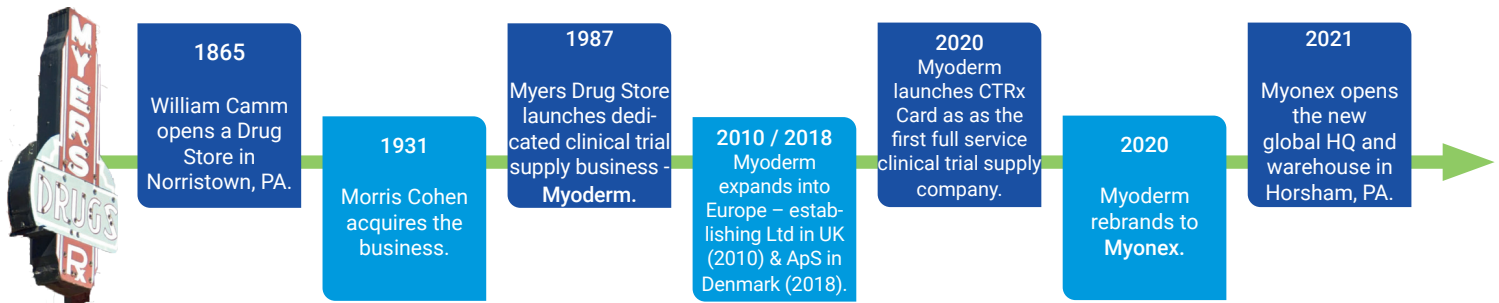 MYERS
DRUGS
R
1865
William Camm
opens a Drug
Store in
Norristown, PA.
1931
Morris Cohen
acquires the
business.
1987
Myers Drug Store
launches dedi-
cated clinical trial
supply business -
Myoderm.
2010 / 2018
Myoderm
expands into
Europe – estab-
lishing Ltd in UK
(2010) & ApS in
Denmark (2018).
2020
Myoderm
launches CTRx
Card as as the
first full service
clinical trial supply
company.
2020
Myoderm
rebrands to
Myonex.
2021
Myonex opens
the new
global HQ and
warehouse in
Horsham, PA.